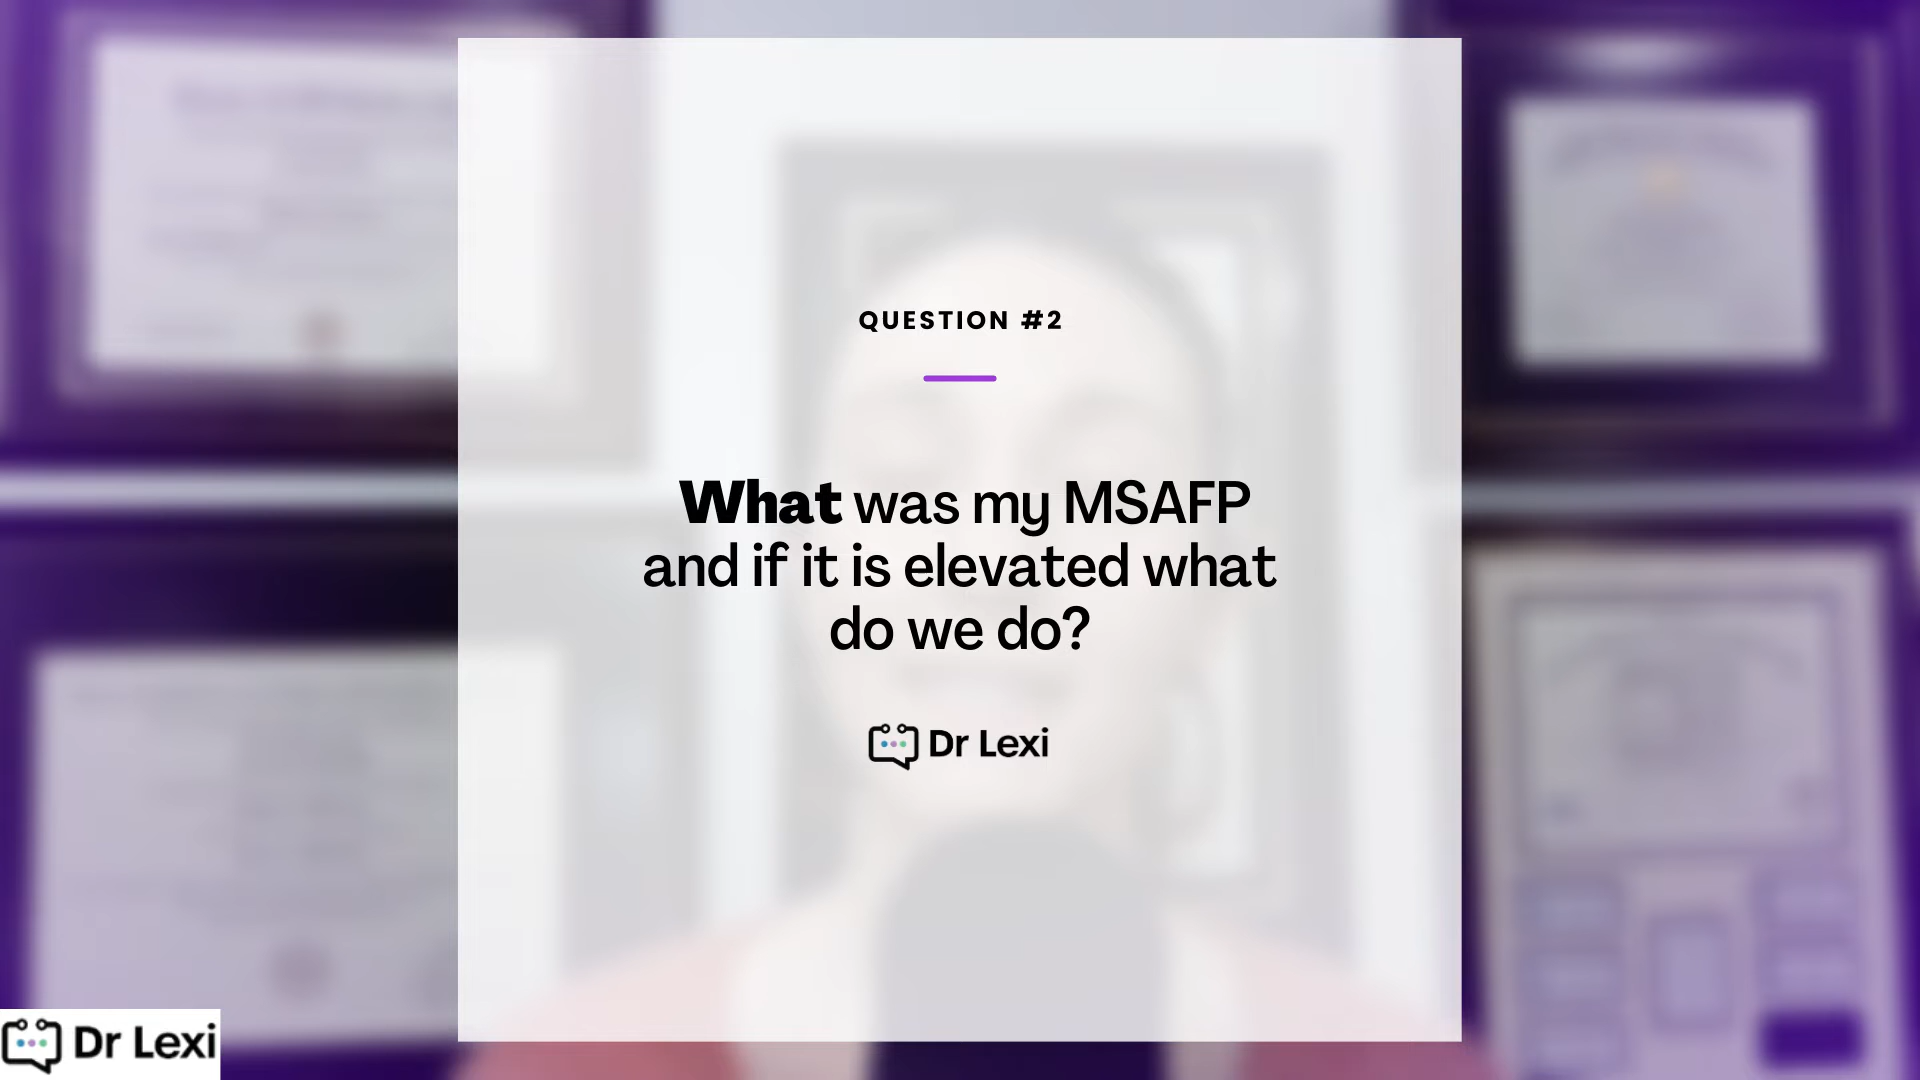 QUESTION #2
What was my MSAFP
and if it is elevated what
do we do?
Dr Lexi
Dr Lexi